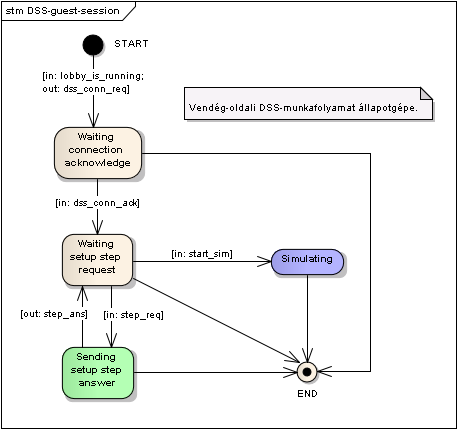 stm DSS-guest-session
START
[in: lobby_is_running;
out: dss_conn_req]
Vendég-oldali DSS-munkafolyamat állapotgépe.
Waiting
connection
acknowledge
[in: dss_conn_ack]
Waiting
setup step
request
[in: start_sim]
Simulating
[out: step_ans]
[in: step_req]
Sending
setup step
answer
END